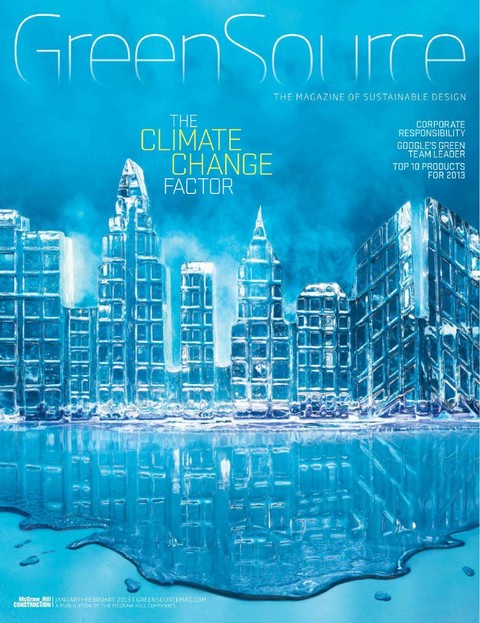 GreenSource
THE MAGAZINE OF SUSTAINABLE DESIGN
THE
CLIMATE
CHANGE
FACTOR
CORPORATE
RESPONSIBILITY
GOOGLE'S GREEN
TEAM LEADER
TOP 10 PRODUCTS
FOR 2013
McGraw_Hill
CONSTRUCTION
JANUARY+FEBRUARY 2013 | GREENSOURCEMAG.COM
A PUBLICATION OF THE MCGRAW-HILL COMPANIES